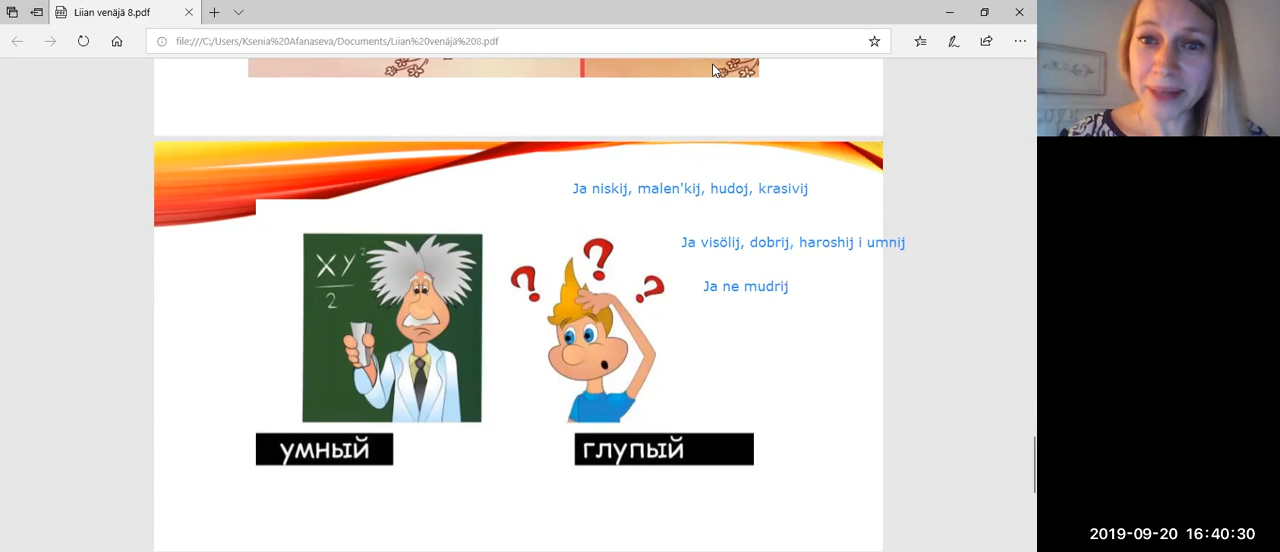 Liian venäjä 8.pdf
file:///C:/Users/Ksenia%20Afanaseva/Documents/Liian%20venäjä%208.pdf
Ja niskij, malen'kij, hudoj, krasivij
Ja visölij, dobrij, haroshij i umnij
Ja ne mudrij
xy²
2
? ? ?
умный
глупый
2019-09-20 16:40:30